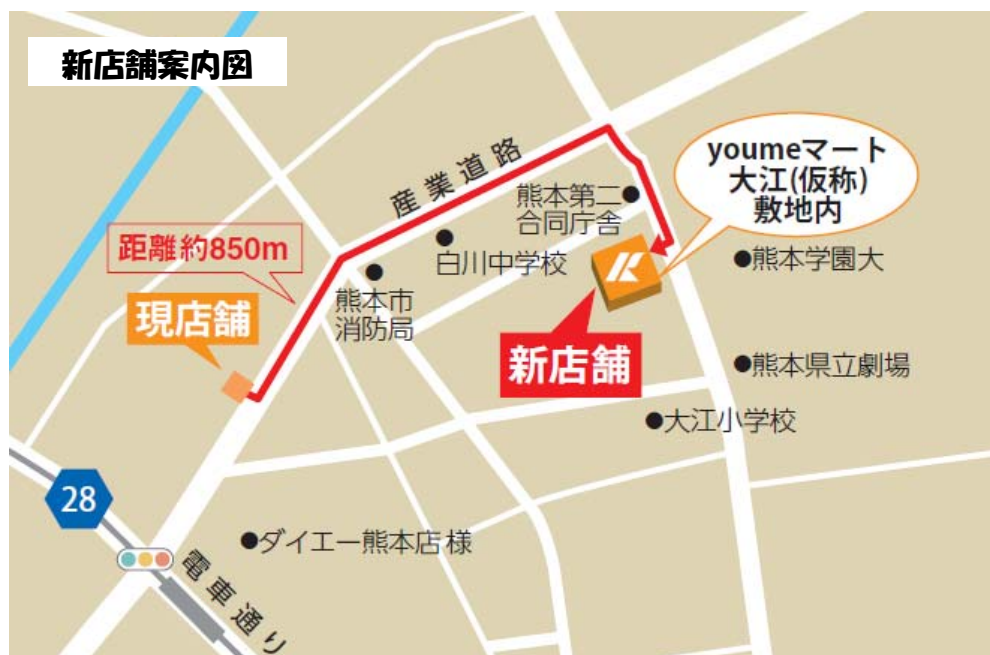 新店舗案内図
産業道路
youmeマート
大江(仮称)
敷地内
熊本第二
合同庁舎
距離約850m
白川中学校
熊本学園大
熊本市
消防局
現店舗
新店舗
熊本県立劇場
大江小学校
28
ダイエー熊本店様
電車通り